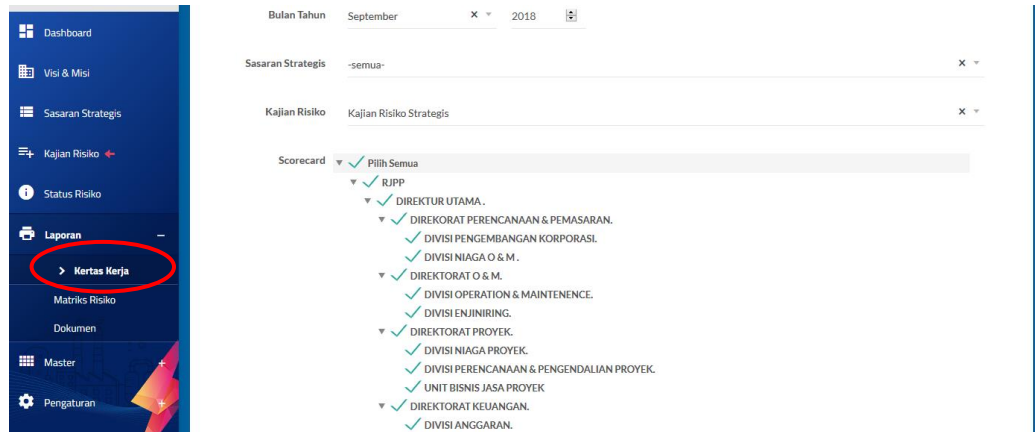 Dashboard
Visi & Misi
Sasaran Strategis
Kajian Risiko
Status Risiko
Laporan
Kertas Kerja
Matriks Risiko
Dokumen
Master
Pengaturan
Bulan Tahun September 2018
Sasaran Strategis -semua-
Kajian Risiko Kajian Risiko Strategis
Scorecard Pilih Semua
RJPP
DIREKTUR UTAMA .
DIREKORAT PERENCANAAN & PEMASARAN.
DIVISI PENGEMBANGAN KORPORASI.
DIVISI NIAGA O & M .
DIREKTORAT O & M.
DIVISI OPERATION & MAINTENENCE.
DIVISI ENJINIRING.
DIREKTORAT PROYEK.
DIVISI NIAGA PROYEK.
DIVISI PERENCANAAN & PENGENDALIAN PROYEK.
UNIT BISNIS JASA PROYEK
DIREKTORAT KEUANGAN.
DIVISI ANGGARAN.